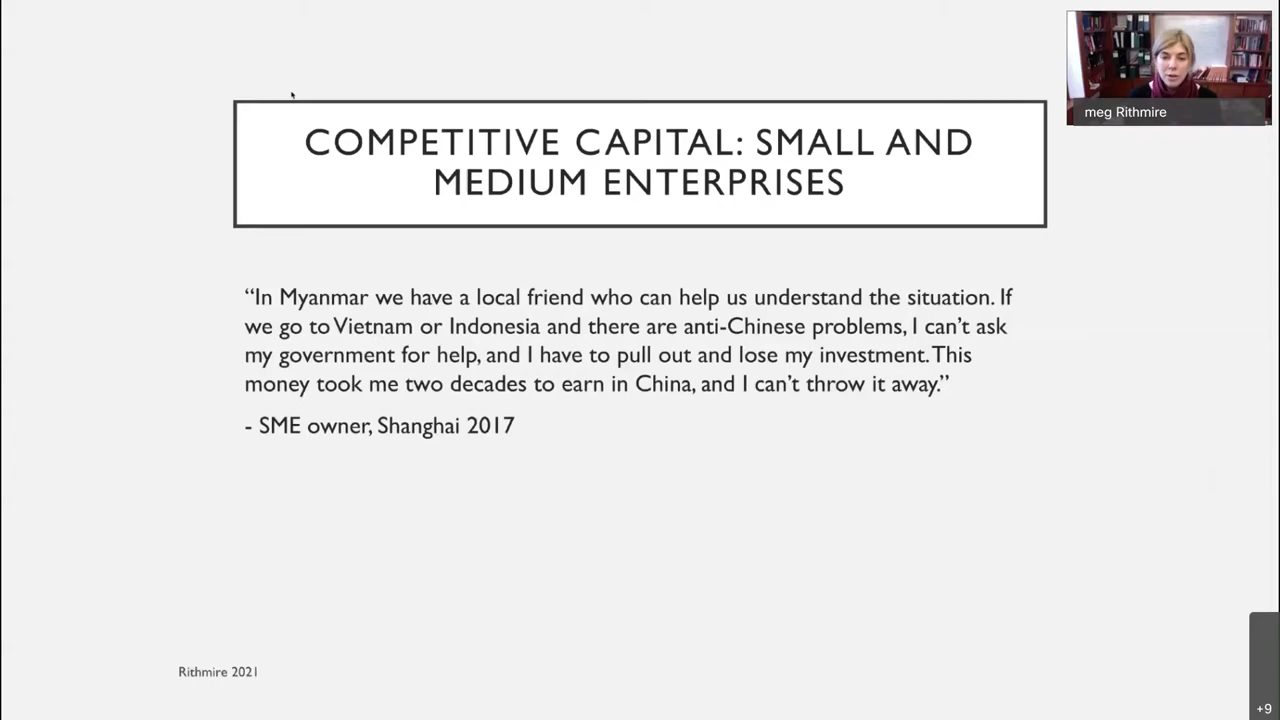 meg Rithmire
COMPETITIVE CAPITAL: SMALL AND
MEDIUM ENTERPRISES
“In Myanmar we have a local friend who can help us understand the situation. If
we go to Vietnam or Indonesia and there are anti-Chinese problems, I can’t ask
my government for help, and I have to pull out and lose my investment. This
money took me two decades to earn in China, and I can’t throw it away.”
- SME owner, Shanghai 2017
Rithmire 2021
+9